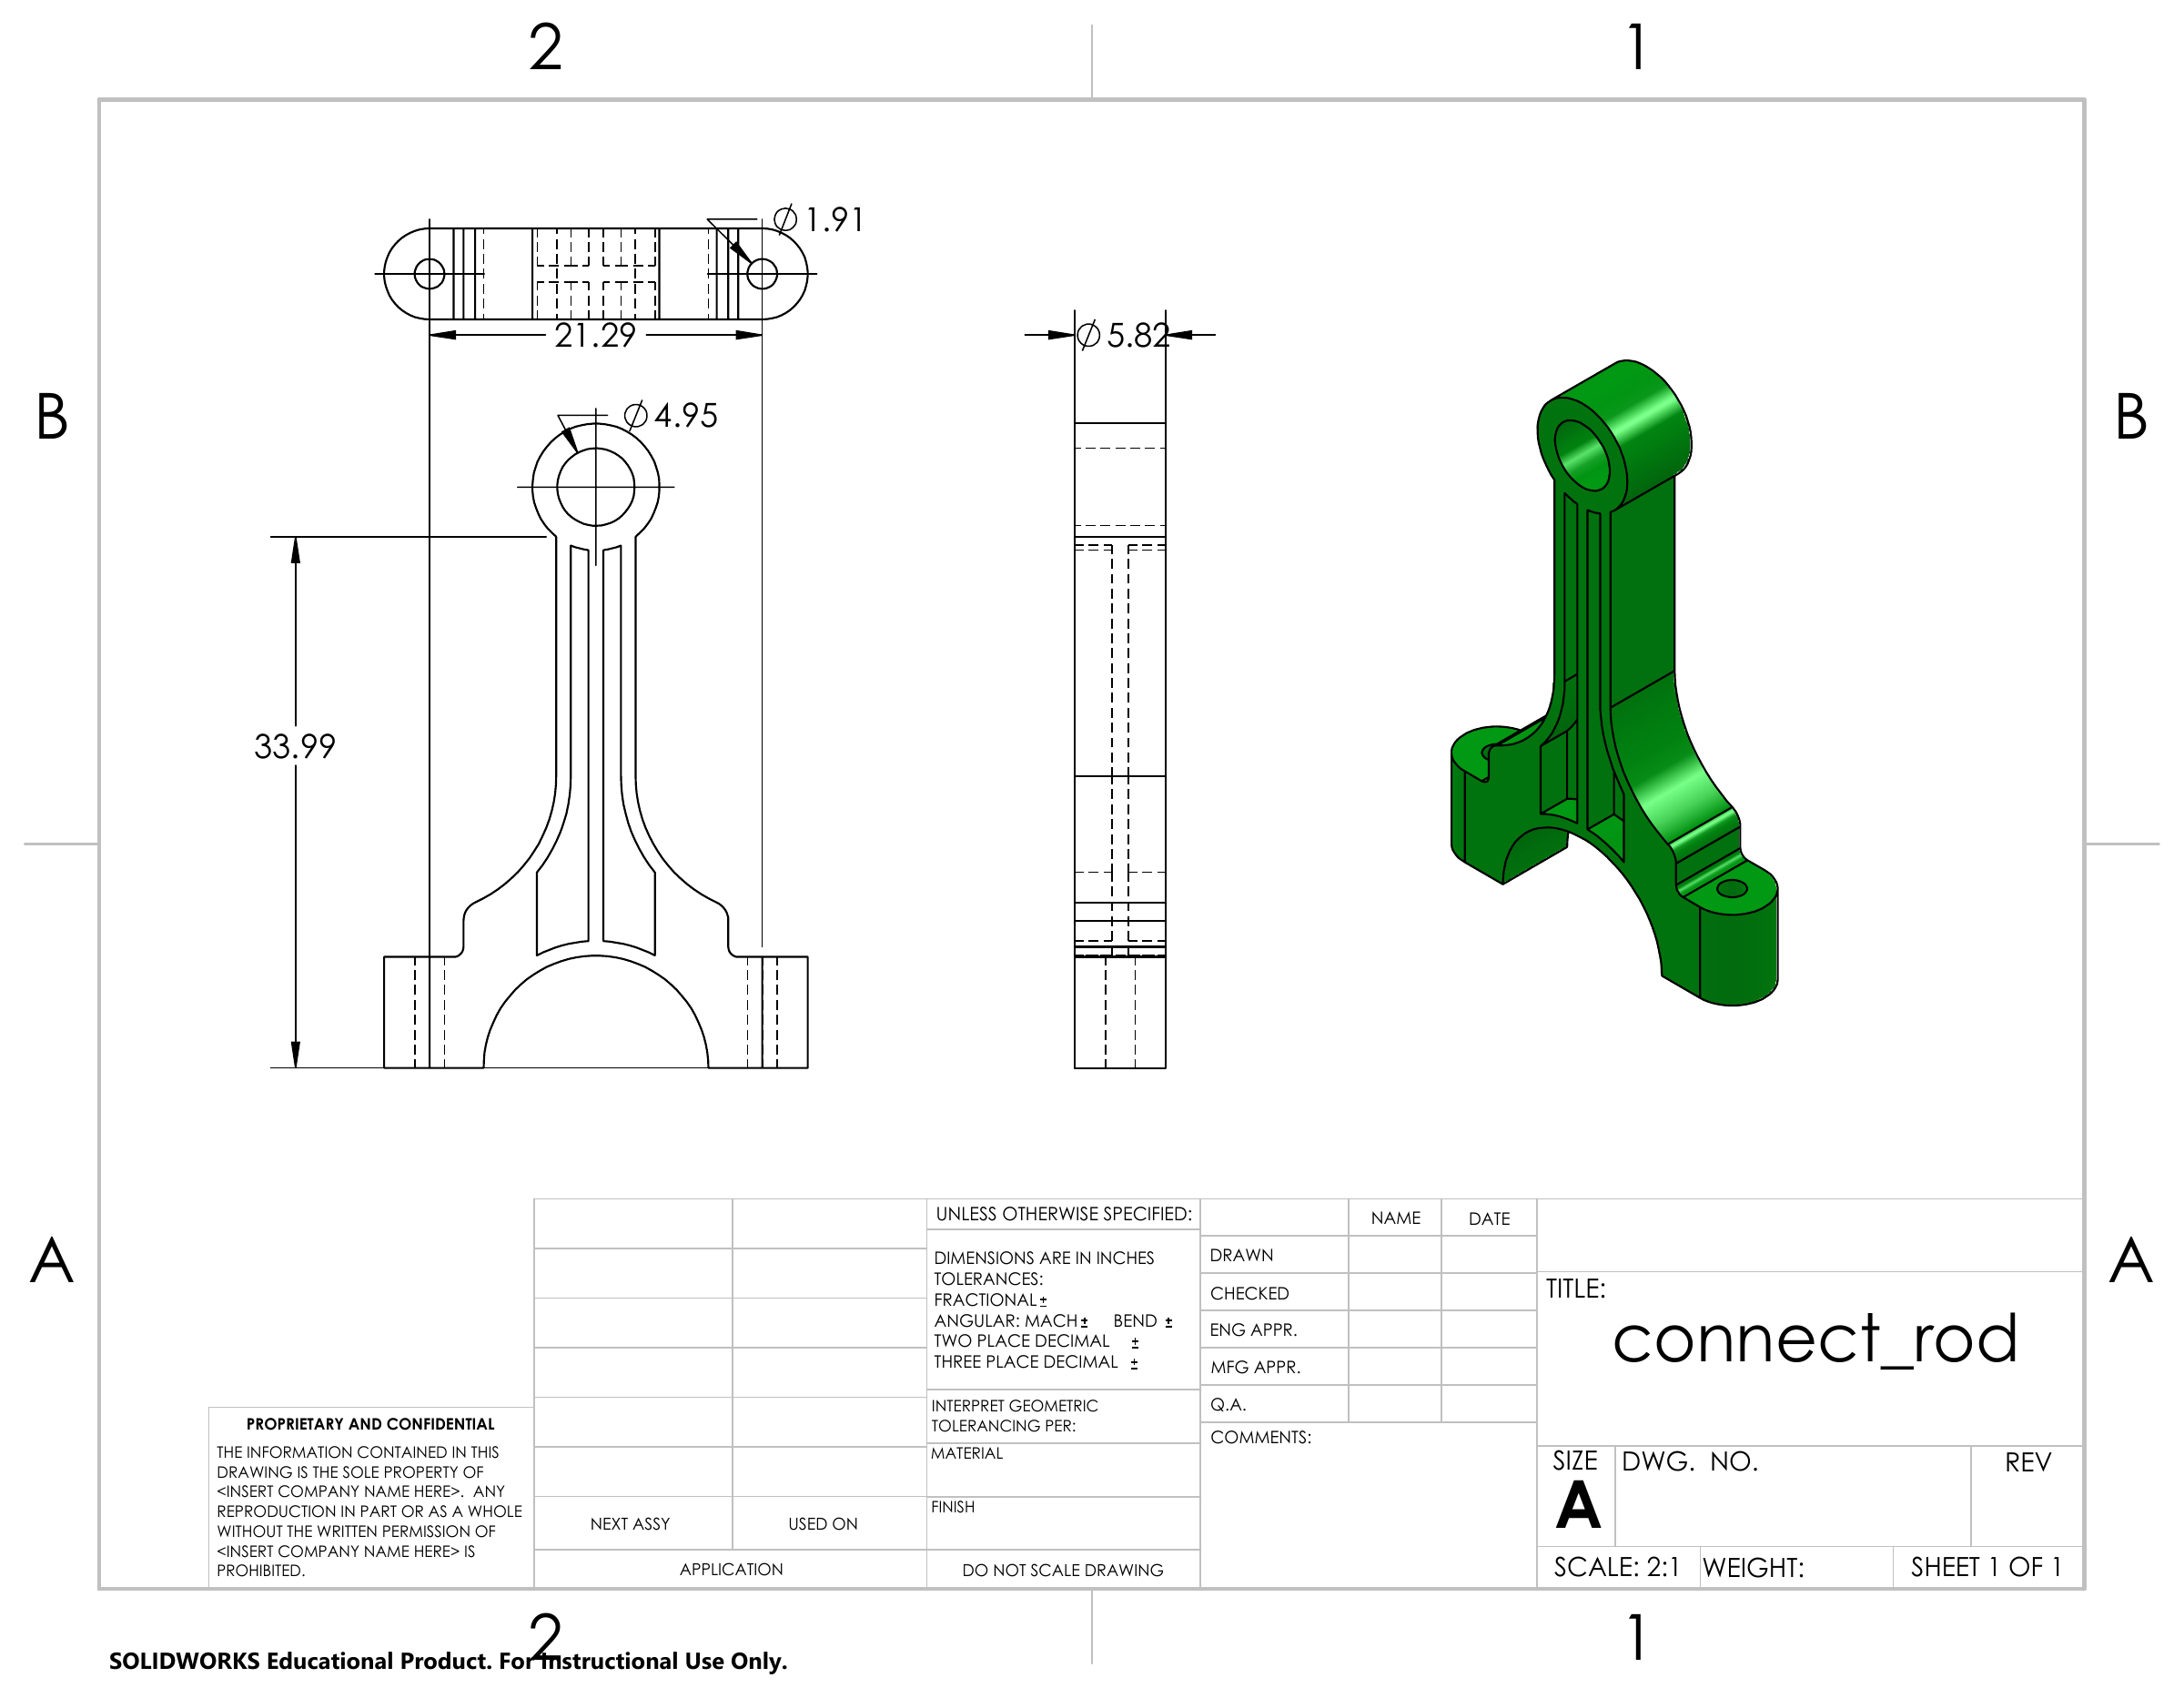 2 1
B B
A A
⌀1.91
21.29
⌀5.82
⌀4.95
33.99
UNLESS OTHERWISE SPECIFIED:
DIMENSIONS ARE IN INCHES
TOLERANCES:
FRACTIONAL±
ANGULAR: MACH± BEND ±
TWO PLACE DECIMAL ±
THREE PLACE DECIMAL ±
INTERPRET GEOMETRIC
TOLERANCING PER:
MATERIAL
FINISH
DO NOT SCALE DRAWING
NAME DATE
DRAWN
CHECKED
ENG APPR.
MFG APPR.
Q.A.
COMMENTS:
TITLE:
connect_rod
SIZE DWG. NO. REV
A
SCALE: 2:1 WEIGHT: SHEET 1 OF 1
PROPRIETARY AND CONFIDENTIAL
THE INFORMATION CONTAINED IN THIS
DRAWING IS THE SOLE PROPERTY OF
<INSERT COMPANY NAME HERE>. ANY
REPRODUCTION IN PART OR AS A WHOLE
WITHOUT THE WRITTEN PERMISSION OF
<INSERT COMPANY NAME HERE> IS
PROHIBITED.
NEXT ASSY USED ON
APPLICATION
2 1
SOLIDWORKS Educational Product. For Instructional Use Only.